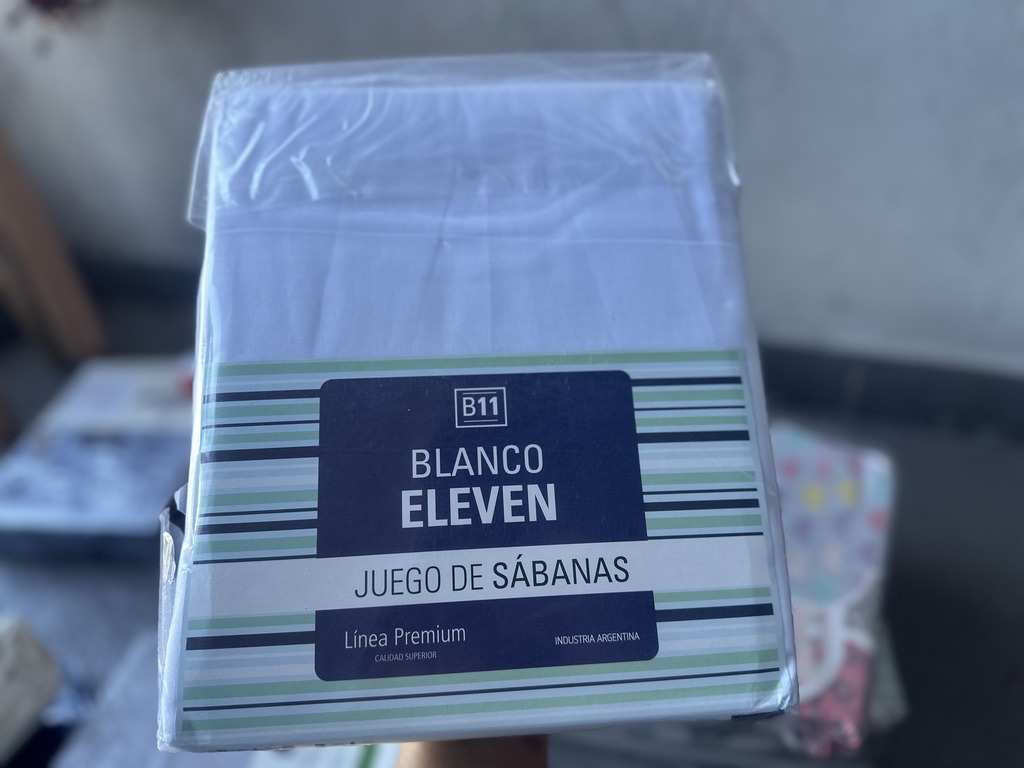 B11
BLANCO
ELEVEN
JUEGO DE SÁBANAS
Línea Premium
CALIDAD SUPERIOR
INDUSTRIA ARGENTINA